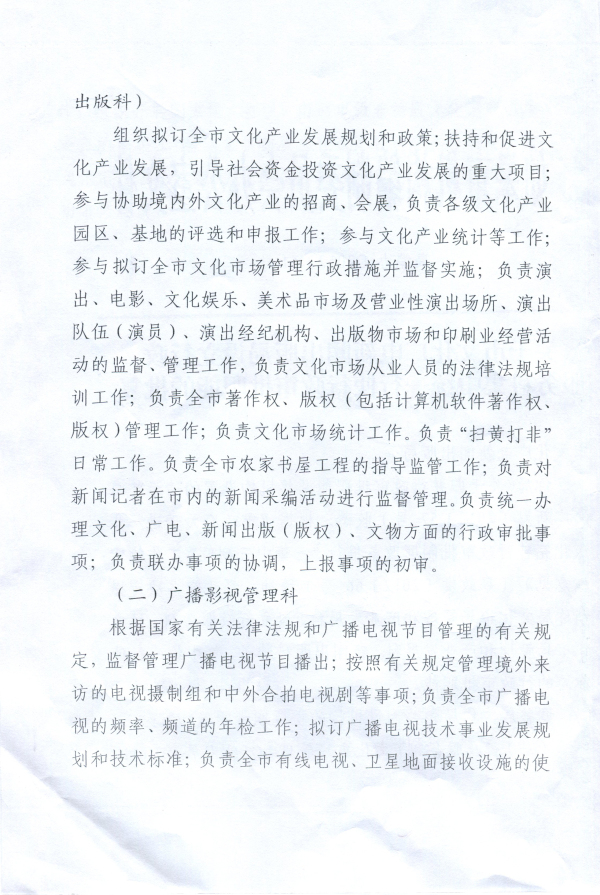 出版科）
组织拟订全市文化产业发展规划和政策；扶持和促进文
化产业发展，引导社会资金投资文化产业发展的重大项目；
参与协助境内外文化产业的招商、会展，负责各级文化产业
园区、基地的评选和申报工作；参与文化产业统计等工作；
参与拟订全市文化市场管理行政措施并监督实施；负责演
出、电影、文化娱乐、美术品市场及营业性演出场所、演出
队伍（演员）、演出经纪机构、出版物市场和印刷业经营活
动的监督、管理工作，负责文化市场从业人员的法律法规培
训工作；负责全市著作权、版权（包括计算机软件著作权、
版权）管理工作；负责文化市场统计工作。负责“扫黄打非”
日常工作。负责全市农家书屋工程的指导监管工作；负责对
新闻记者在市内的新闻采编活动进行监督管理。负责统一办
理文化、广电、新闻出版（版权）、文物方面的行政审批事
项；负责联办事项的协调，上报事项的初审。
（二）广播影视管理科
根据国家有关法律法规和广播电视节目管理的有关规
定，监督管理广播电视节目播出；按照有关规定管理境外来
访的电视摄制组和中外合拍电视剧等事项；负责全市广播电
视的频率、频道的年检工作；拟订广播电视技术事业发展规
划和技术标准；负责全市有线电视、卫星地面接收设施的使